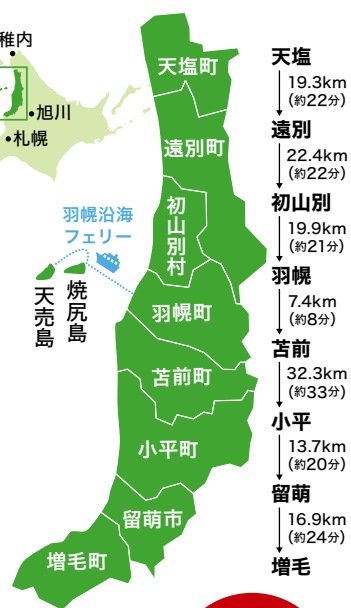 稚内
旭川
札幌
羽幌沿海
フェリー
天売島
焼尻島
天塩町
遠別町
初山別村
羽幌町
苫前町
小平町
留萌市
増毛町
天塩
19.3km
(約22分)
遠別
22.4km
(約22分)
初山別
19.9km
(約21分)
羽幌
7.4km
(約8分)
苫前
32.3km
(約33分)
小平
13.7km
(約20分)
留萌
16.9km
(約24分)
増毛